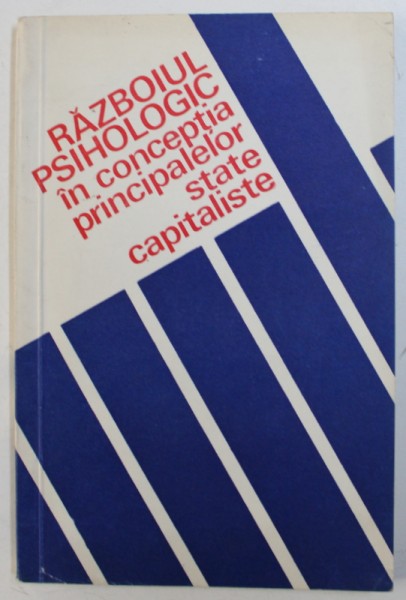 RĂZBOIUL
PSIHOLOGIC
în concepția
principalelor
state
capitaliste